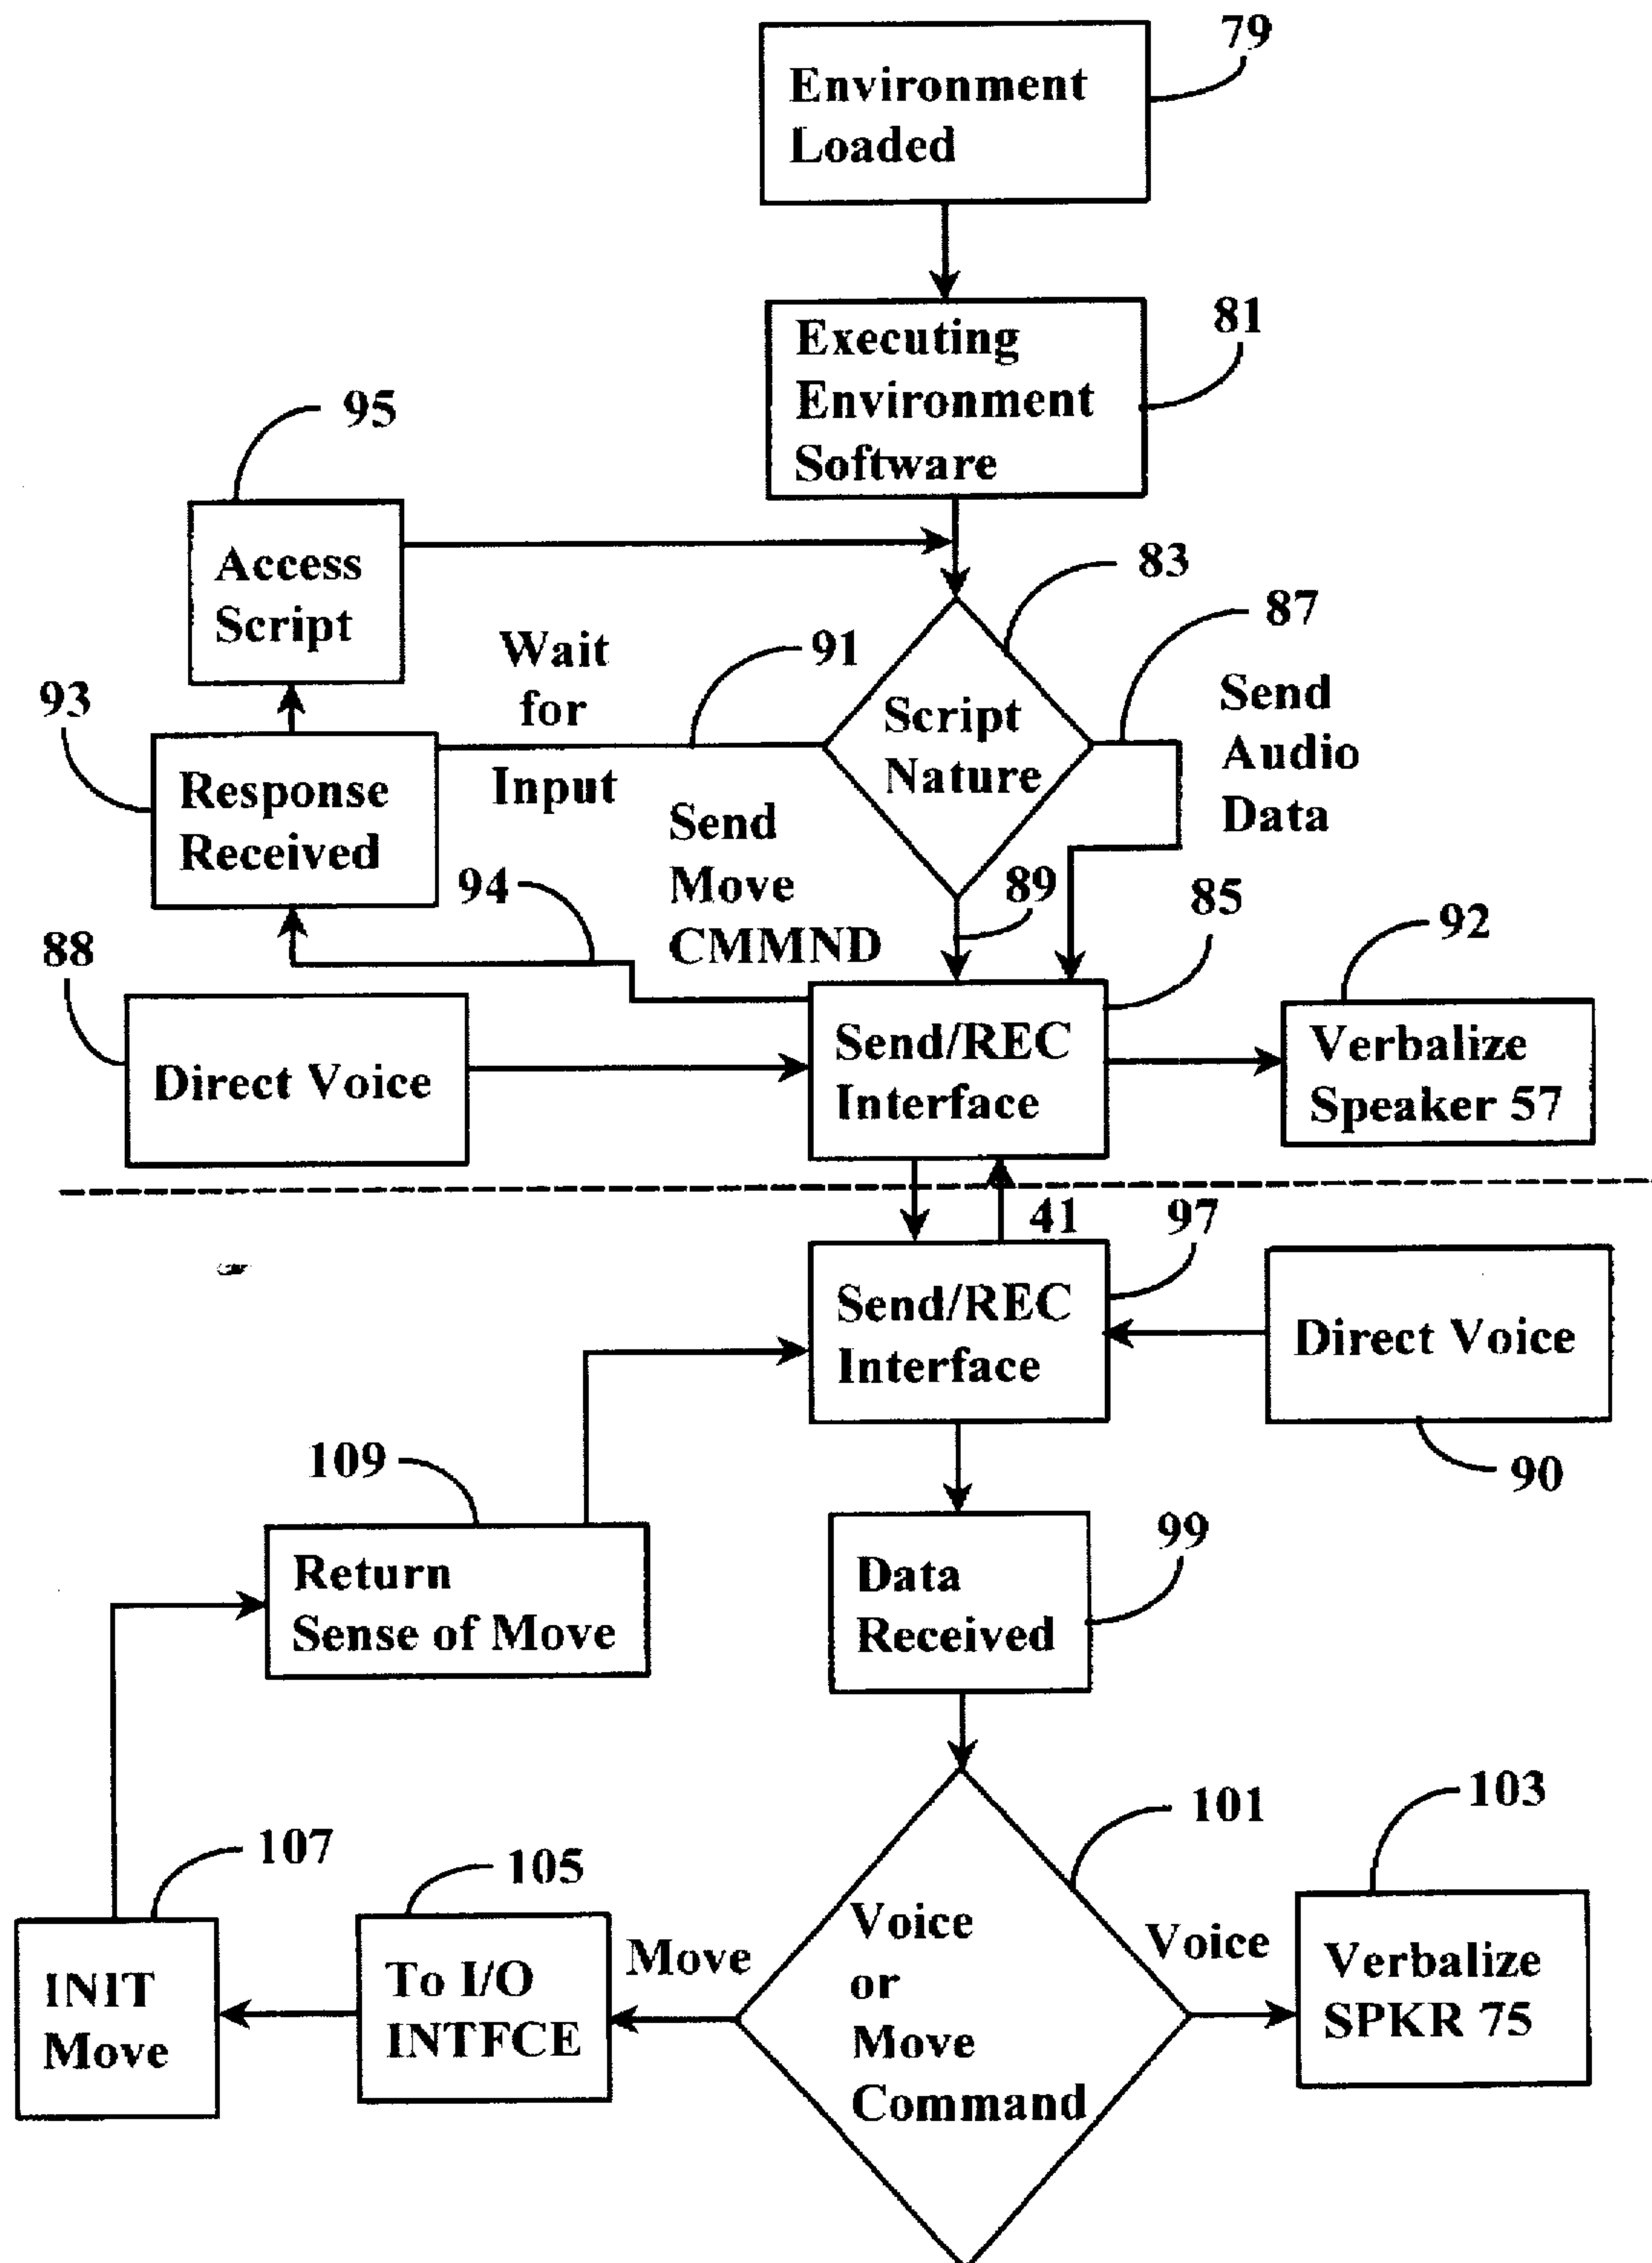 79
Environment
Loaded
81
Executing
Environment
Software
95
Access
Script
83
87
Wait
for
Input
91
Send
Audio
Data
Script
Nature
93
Response
Received
Send
Move
CMMND
94
89
85
92
88
Direct Voice
Send/REC
Interface
Verbalize
Speaker 57
41
97
Send/REC
Interface
Direct Voice
90
109
Return
Sense of Move
99
Data
Received
101
103
107
105
Voice
or
Move
Command
Move
Voice
INIT
Move
To I/O
INTFCE
Verbalize
SPKR 75